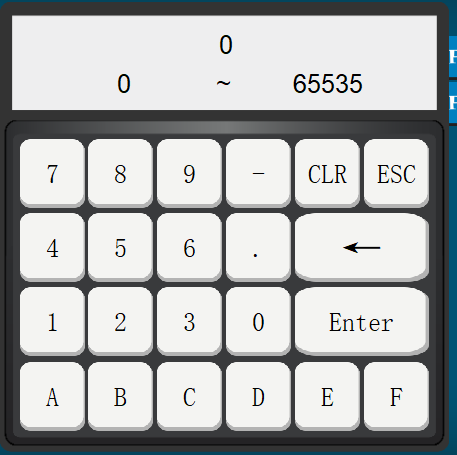 0
0 ~ 65535
7 8 9 - CLR ESC
4 5 6 . ←
1 2 3 0 Enter
A B C D E F